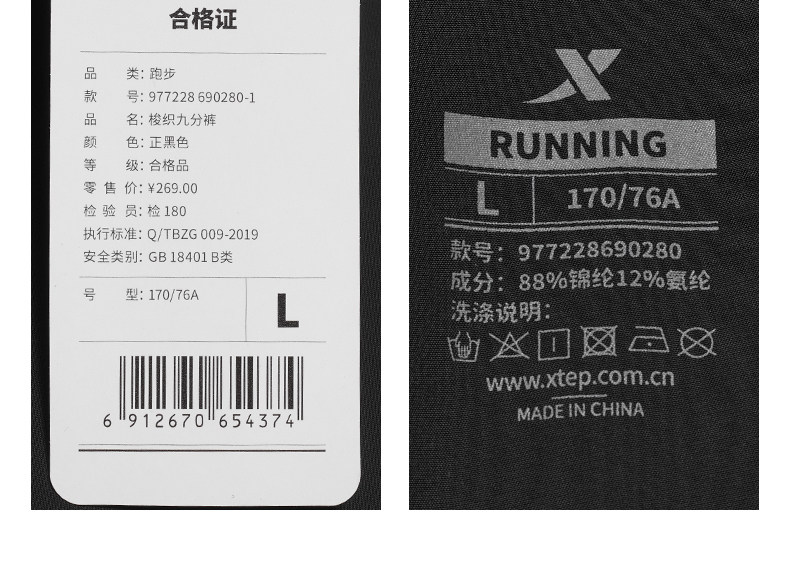 合格证
品 类: 跑步
款 号: 977228 690280-1
品 名: 梭织九分裤
颜 色: 正黑色
等 级: 合格品
零 售 价: ¥269.00
检 验 员: 检 180
执行标准: Q/TBZG 009-2019
安全类别: GB 18401 B类
号 型: 170/76A
L
6 912670 654374
RUNNING
L 170/76A
款号: 977228690280
成分: 88%锦纶12%氨纶
洗涤说明:
www.xtep.com.cn
MADE IN CHINA